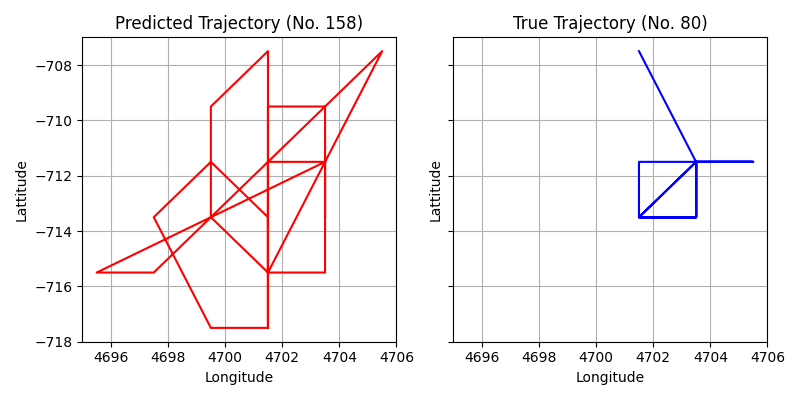 Predicted Trajectory (No. 158)
True Trajectory (No. 80)
Lattitude
−708
−710
−712
−714
−716
−718
4696 4698 4700 4702 4704 4706
Longitude
Lattitude
4696 4698 4700 4702 4704 4706
Longitude